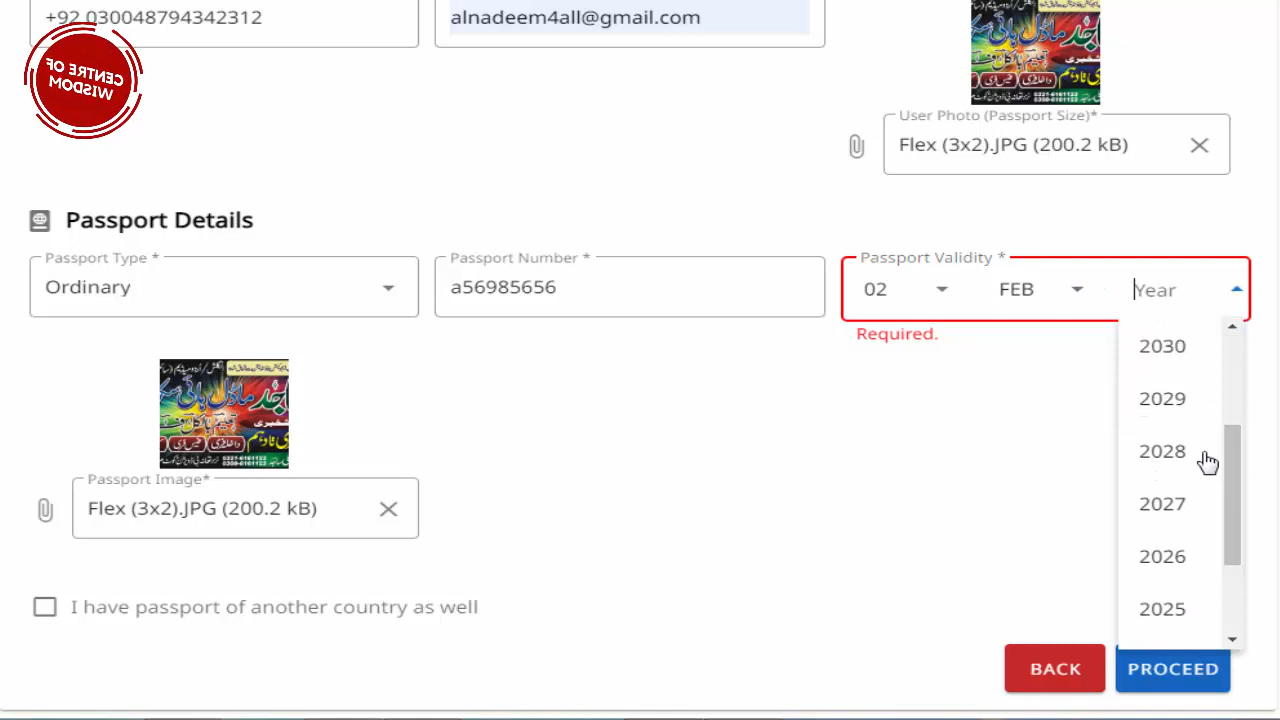 +92 030048794342312
alnadeem4all@gmail.com
CENTRE OF
WISDOM
User Photo (Passport Size)*
Flex (3x2).JPG (200.2 kB)
Passport Details
Passport Type *
Ordinary
Passport Number *
a56985656
Passport Validity *
02
FEB
Year
Required.
2030
2029
2028
2027
2026
2025
Passport Image*
Flex (3x2).JPG (200.2 kB)
I have passport of another country as well
BACK
PROCEED